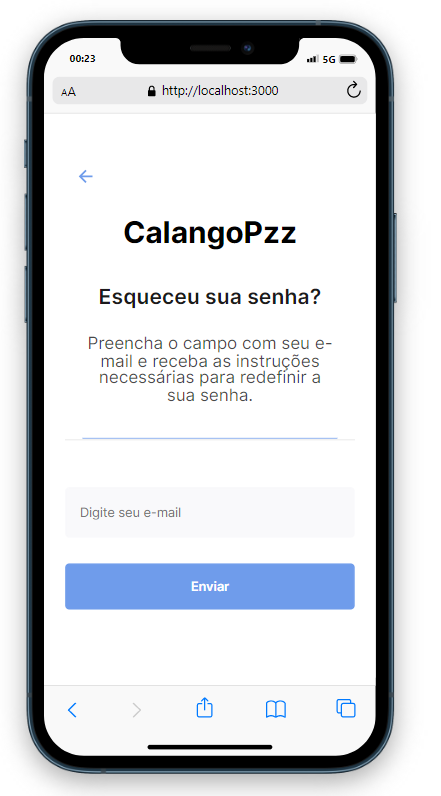 00:23
5G
AA
http://localhost:3000
CalangoPzz
Esqueceu sua senha?
Preencha o campo com seu e-
mail e receba as instruções
necessárias para redefinir a
sua senha.
Digite seu e-mail
Enviar